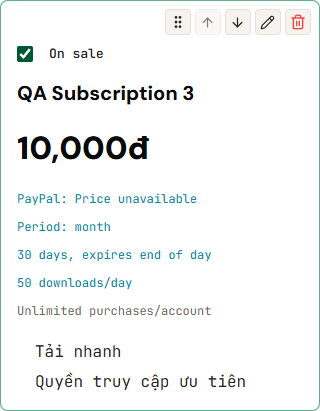 On sale
QA Subscription 3
10,000đ
PayPal: Price unavailable
Period: month
30 days, expires end of day
50 downloads/day
Unlimited purchases/account
Tải nhanh
Quyền truy cập ưu tiên